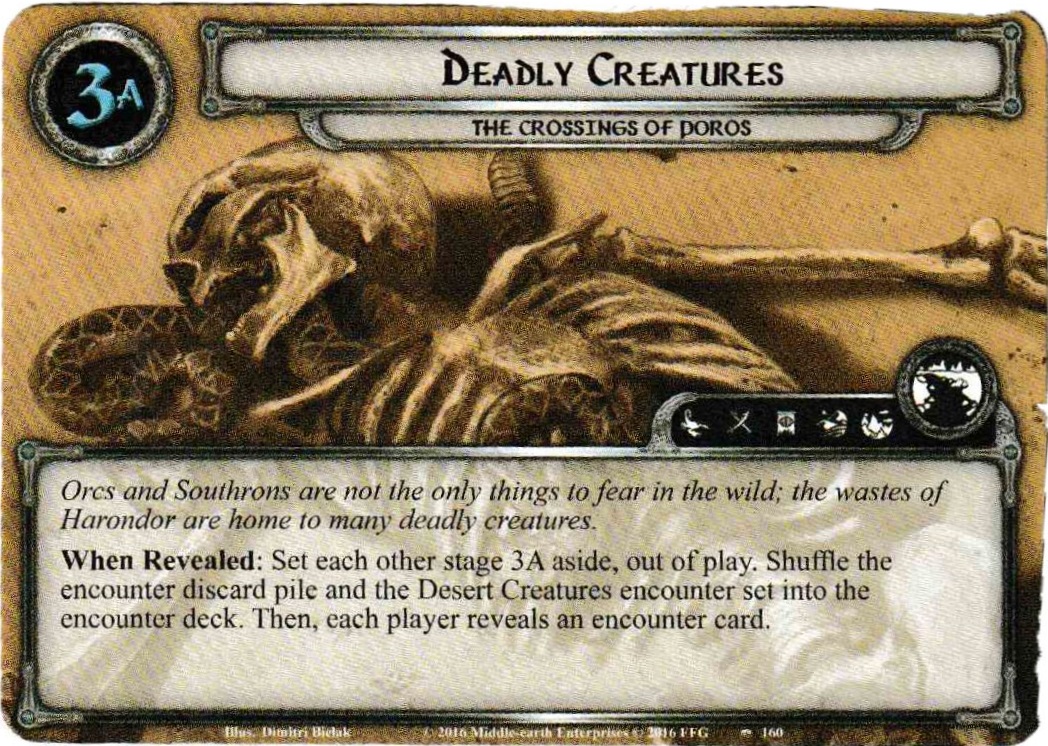 3A
DEADLY CREATURES
THE CROSSINGS OF POROS
Orcs and Southrons are not the only things to fear in the wild; the wastes of
Harondor are home to many deadly creatures.
When Revealed: Set each other stage 3A aside, out of play. Shuffle the
encounter discard pile and the Desert Creatures encounter set into the
encounter deck. Then, each player reveals an encounter card.
Illus. Dimitri Bielak © 2016 Middle-earth Enterprises © 2016 FFG 160